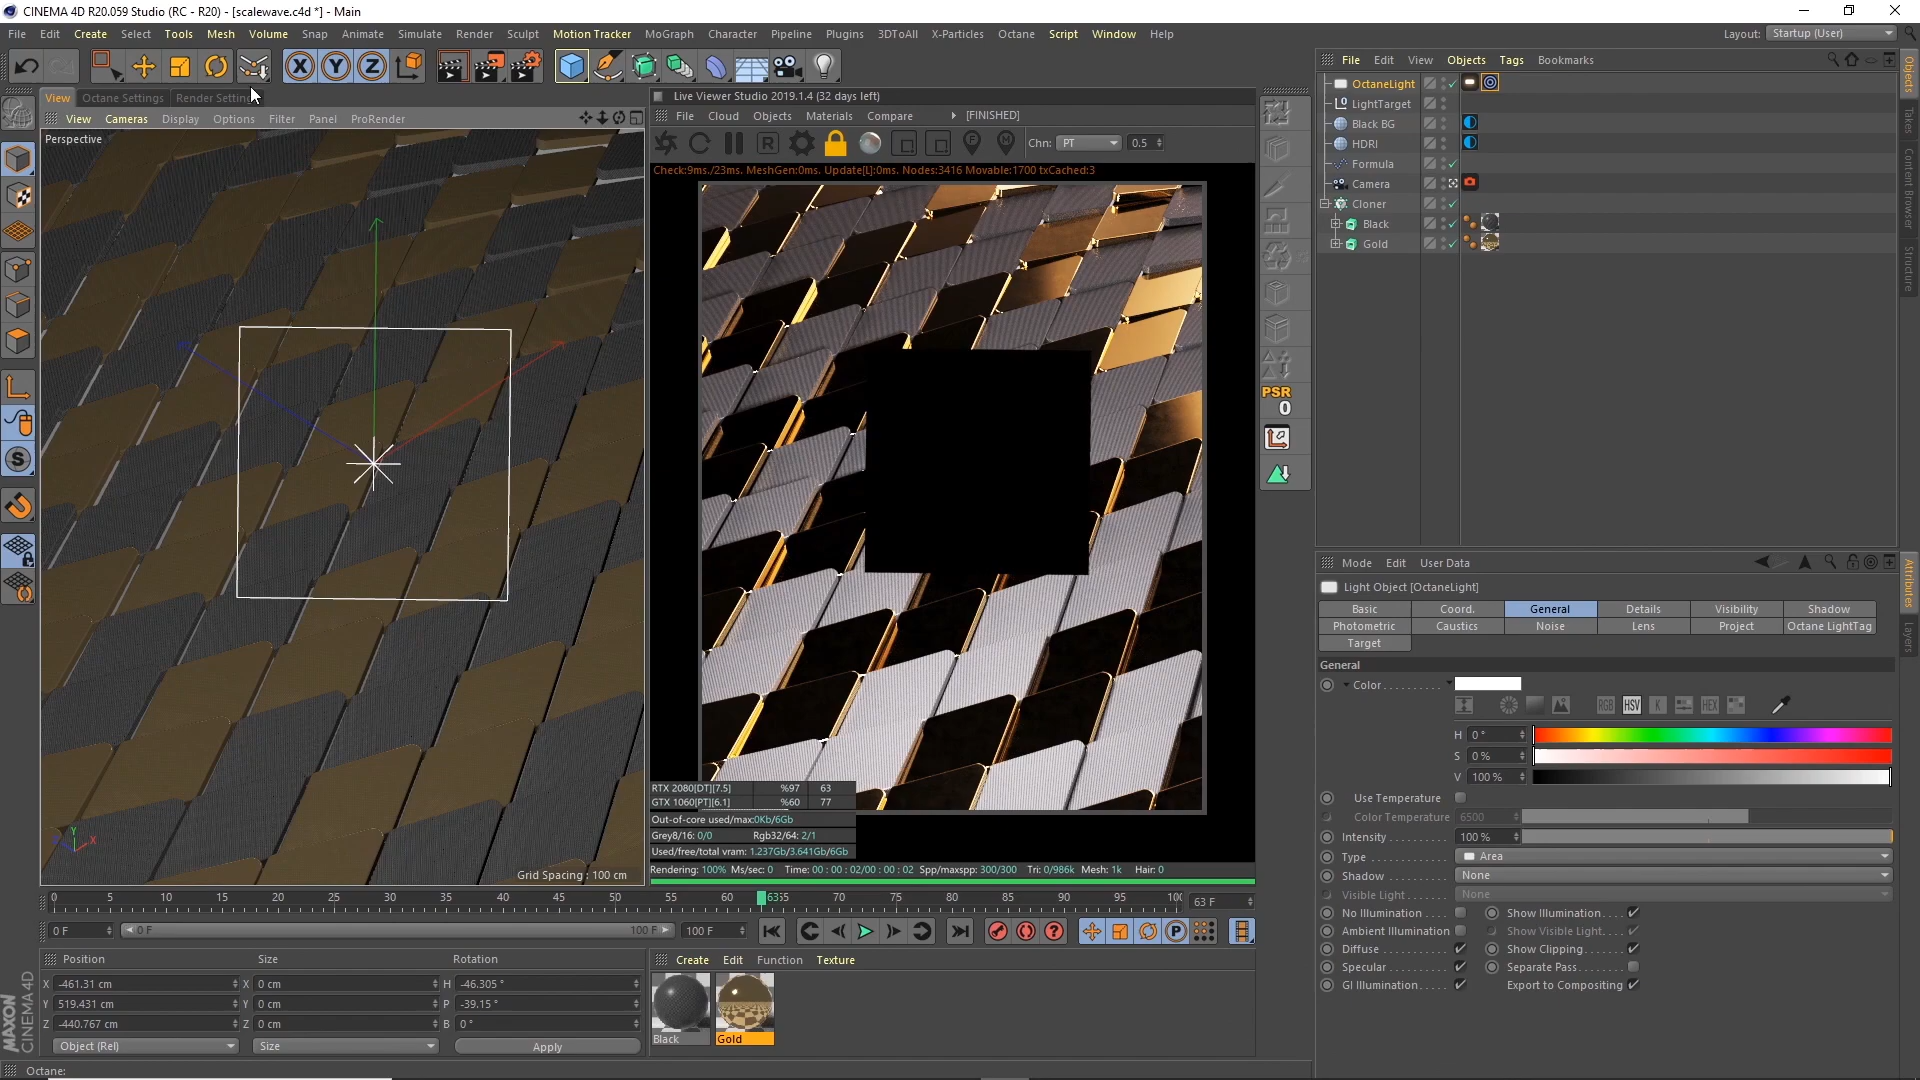 CINEMA 4D R20.059 Studio (RC - R20) - [scalewave.c4d *] - Main
File Edit Create Select Tools Mesh Volume Snap Animate Simulate Render Sculpt Motion Tracker MoGraph Character Pipeline Plugins 3DToAll X-Particles Octane Script Window Help
Layout: Startup (User)
View Octane Settings Render Setting
View Cameras Display Options Filter Panel ProRender
Perspective
Grid Spacing : 100 cm
Live Viewer Studio 2019.1.4 (32 days left)
File Cloud Objects Materials Compare [FINISHED]
Chn: PT 0.5
Check:9ms./23ms. MeshGen:0ms. Update[L]:0ms. Nodes:3416 Movable:1700 txCached:3
RTX 2080[DT][7.5] %97 63
GTX 1060[PT][6.1] %60 77
Out-of-core used/max:0Kb/6Gb
Grey8/16: 0/0 Rgb32/64: 2/1
Used/free/total vram: 1.237Gb/3.641Gb/6Gb
Rendering: 100% Ms/sec: 0 Time: 00 : 00 : 02/00 : 00 : 02 Spp/maxspp: 300/300 Tri: 0/986k Mesh: 1k Hair: 0
PSR
0
File Edit View Objects Tags Bookmarks
OctaneLight
LightTarget
Black BG
HDRI
Formula
Camera
Cloner
Black
Gold
Objects
Takes
Content Browser
Structure
Mode Edit User Data
Light Object [OctaneLight]
Basic Coord. General Details Visibility Shadow
Photometric Caustics Noise Lens Project Octane LightTag
Target
General
Color
RGB HSV K HEX
H 0 °
S 0 %
V 100 %
Use Temperature
Color Temperature 6500
Intensity 100 %
Type Area
Shadow None
Visible Light None
No Illumination Show Illumination
Ambient Illumination Show Visible Light
Diffuse Show Clipping
Specular Separate Pass
GI Illumination Export to Compositing
Attributes
Layers
0 5 10 15 20 25 30 35 40 45 50 55 60 6335 70 75 80 85 90 95 63 F
0 F 0 F 100 F 100 F
Position Size Rotation
X -461.31 cm X 0 cm H -46.305 °
Y 519.431 cm Y 0 cm P -39.15 °
Z -440.767 cm Z 0 cm B 0 °
Object (Rel) Size Apply
Create Edit Function Texture
Black Gold
MAXON
CINEMA 4D
Octane: